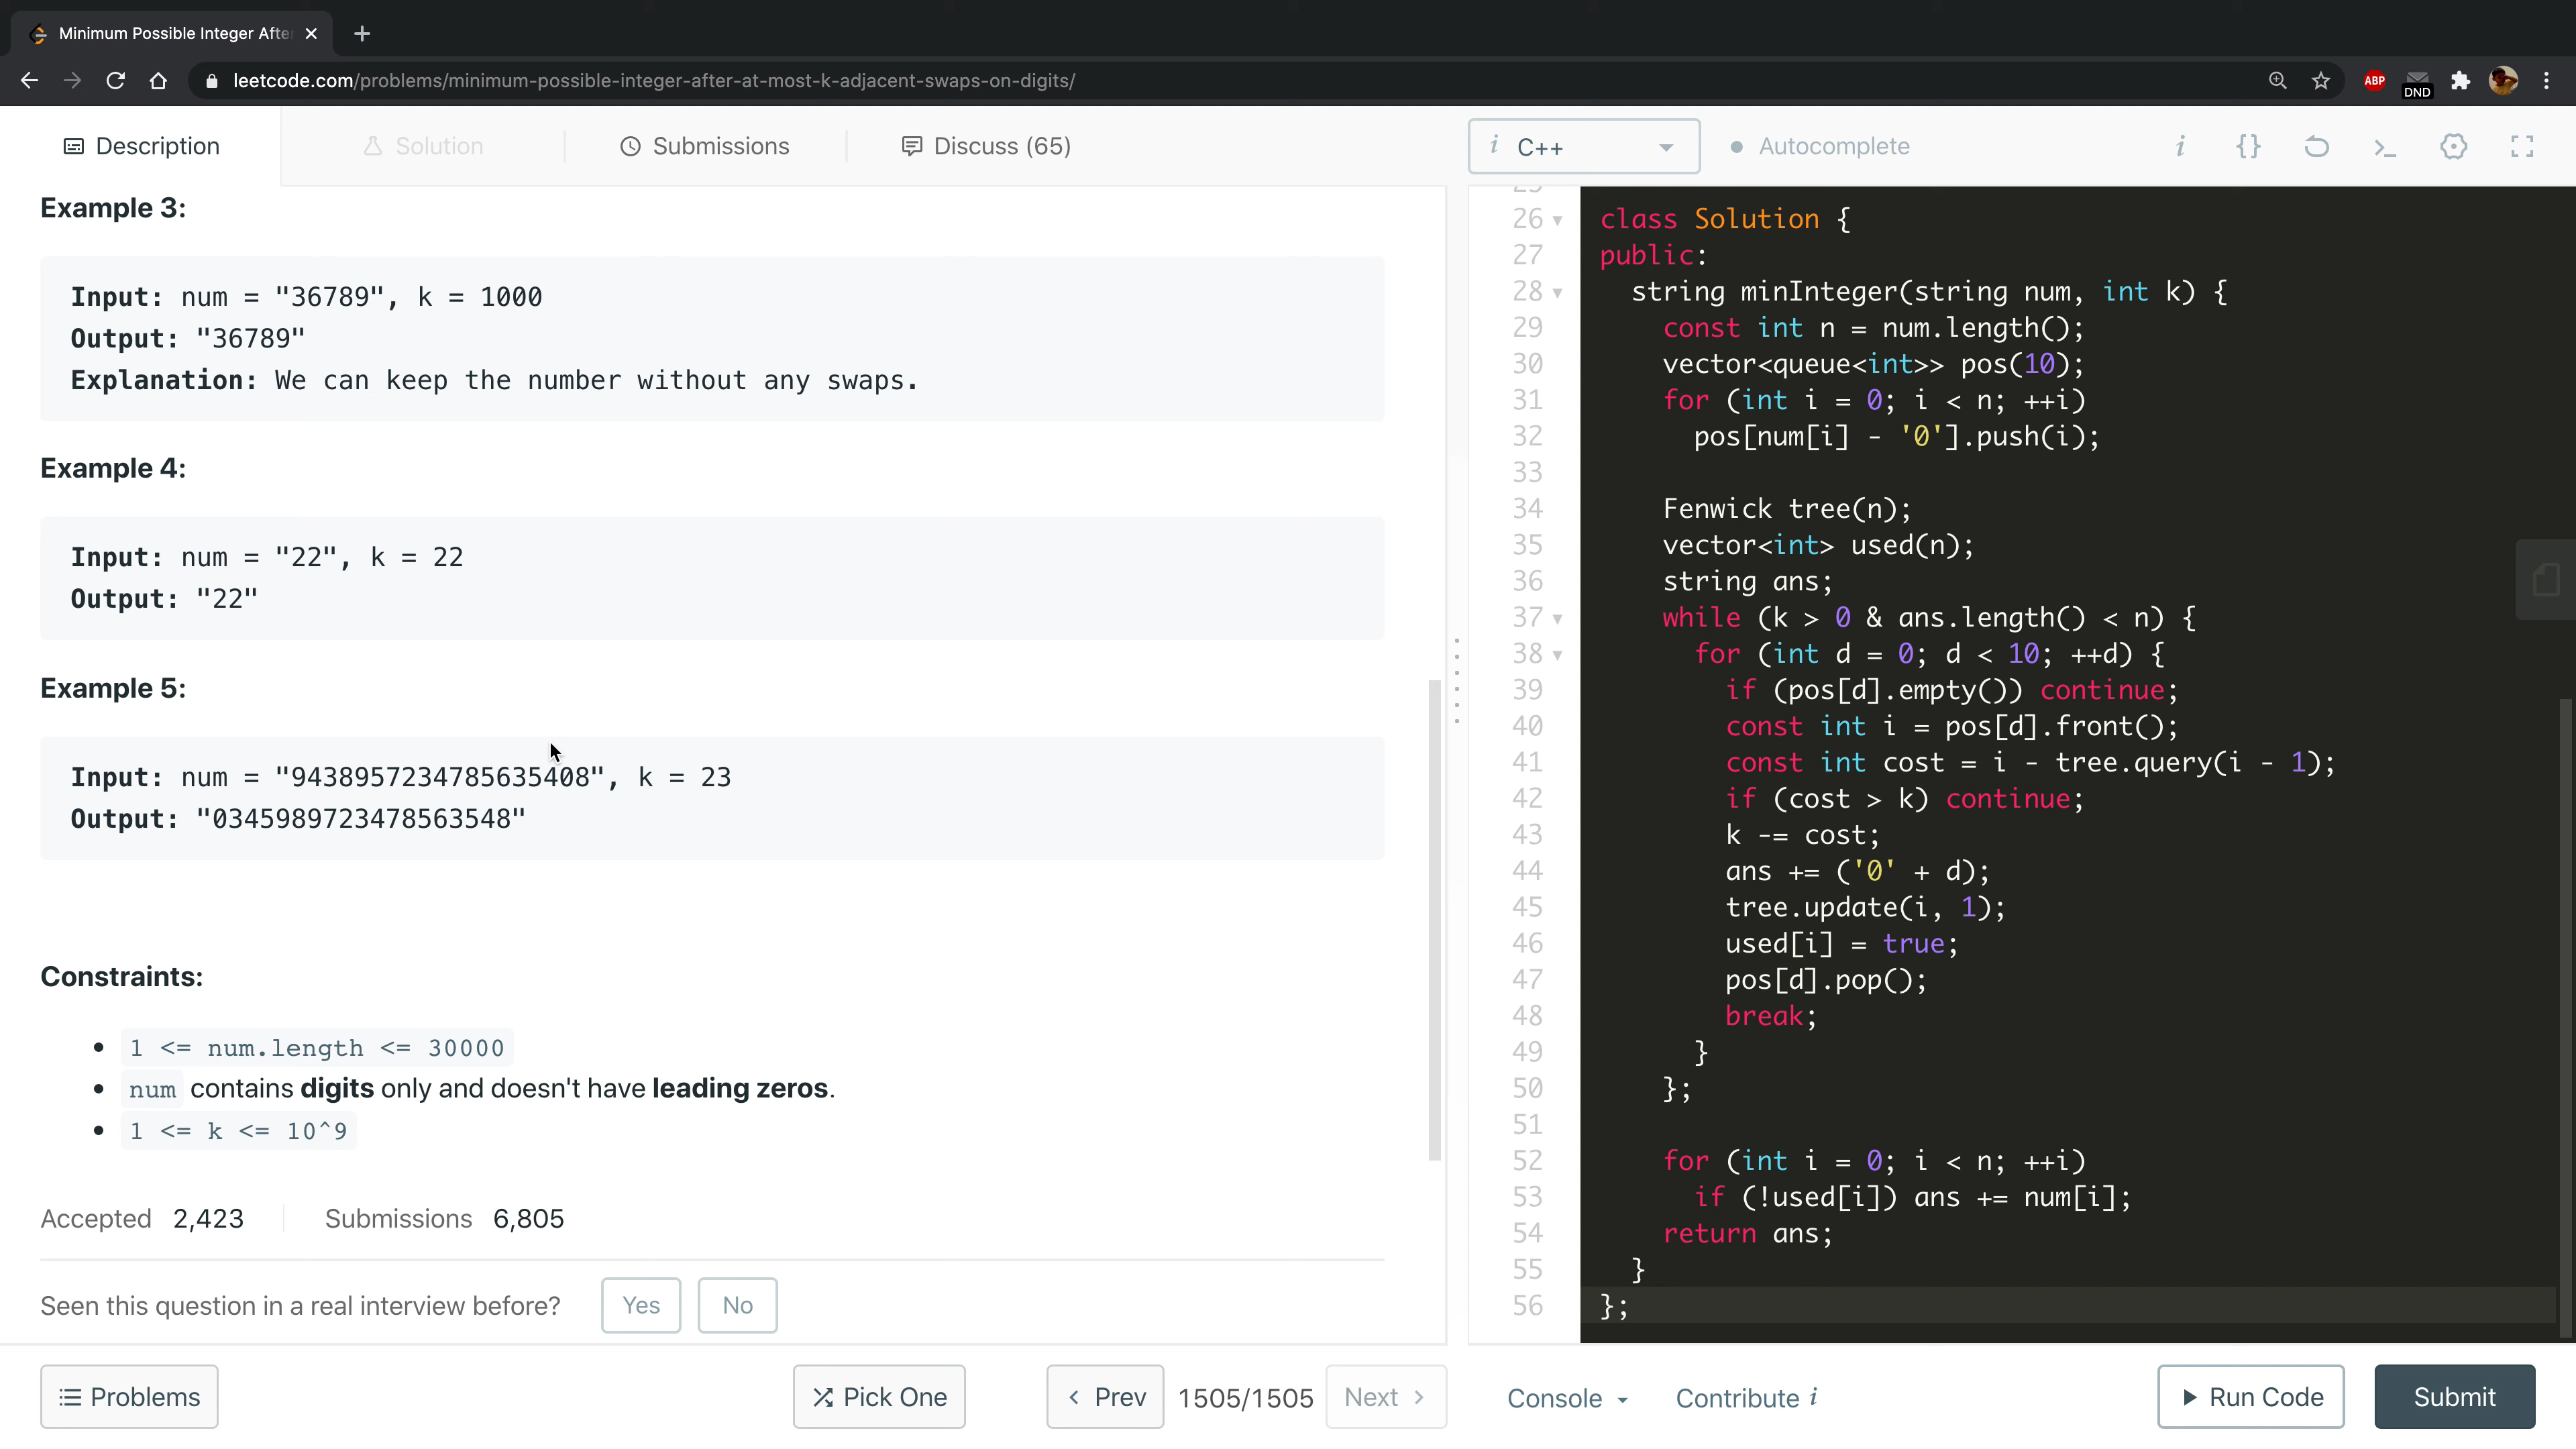 Minimum Possible Integer Afte
leetcode.com/problems/minimum-possible-integer-after-at-most-k-adjacent-swaps-on-digits/
ABP
DND
Description
Solution
Submissions
Discuss (65)
Example 3:
Input: num = "36789", k = 1000
Output: "36789"
Explanation: We can keep the number without any swaps.
Example 4:
Input: num = "22", k = 22
Output: "22"
Example 5:
Input: num = "9438957234785635408", k = 23
Output: "0345989723478563548"
Constraints:
1 <= num.length <= 30000
num contains digits only and doesn't have leading zeros.
1 <= k <= 10^9
Accepted 2,423
Submissions 6,805
Seen this question in a real interview before?
Yes
No
Problems
Pick One
Prev
1505/1505
Next
i C++
Autocomplete
i
{}
26 class Solution {
27 public:
28 string minInteger(string num, int k) {
29 const int n = num.length();
30 vector<queue<int>> pos(10);
31 for (int i = 0; i < n; ++i)
32 pos[num[i] - '0'].push(i);
33
34 Fenwick tree(n);
35 vector<int> used(n);
36 string ans;
37 while (k > 0 & ans.length() < n) {
38 for (int d = 0; d < 10; ++d) {
39 if (pos[d].empty()) continue;
40 const int i = pos[d].front();
41 const int cost = i - tree.query(i - 1);
42 if (cost > k) continue;
43 k -= cost;
44 ans += ('0' + d);
45 tree.update(i, 1);
46 used[i] = true;
47 pos[d].pop();
48 break;
49 }
50 };
51
52 for (int i = 0; i < n; ++i)
53 if (!used[i]) ans += num[i];
54 return ans;
55 }
56 };
Console
Contribute i
Run Code
Submit